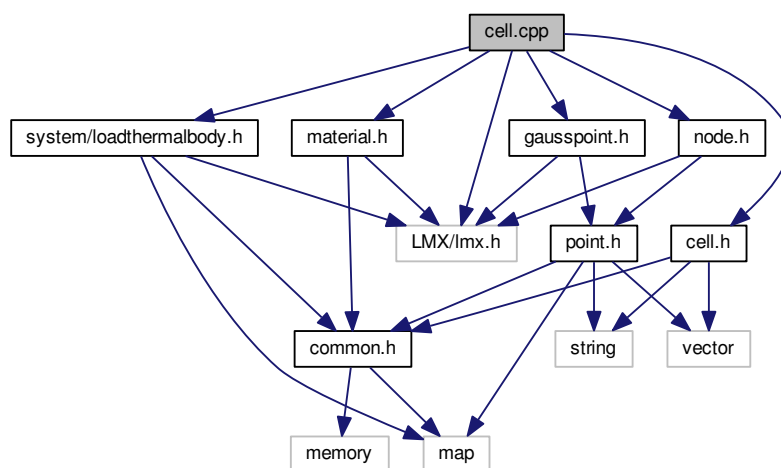 cell.cpp
system/loadthermalbody.h
material.h
gausspoint.h
node.h
LMX/lmx.h
point.h
cell.h
common.h
string
vector
memory
map